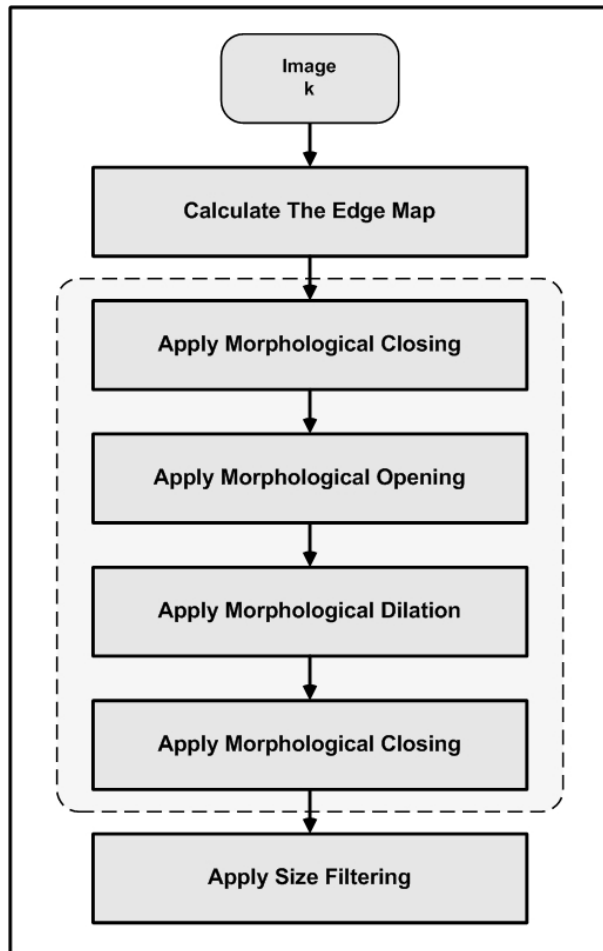 Image
k
Calculate The Edge Map
Apply Morphological Closing
Apply Morphological Opening
Apply Morphological Dilation
Apply Morphological Closing
Apply Size Filtering